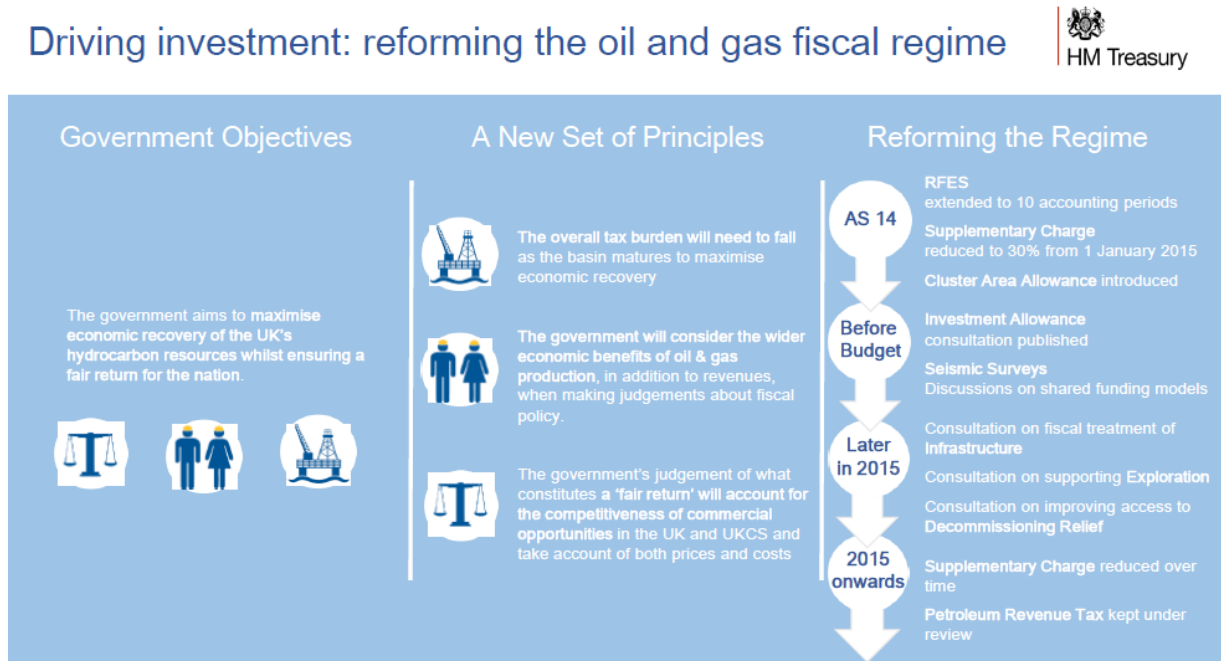 Driving investment: reforming the oil and gas fiscal regime
HM Treasury
Government Objectives
The government aims to maximise
economic recovery of the UK's
hydrocarbon resources whilst ensuring a
fair return for the nation.
A New Set of Principles
The overall tax burden will need to fall
as the basin matures to maximise
economic recovery
The government will consider the wider
economic benefits of oil & gas
production, in addition to revenues,
when making judgements about fiscal
policy.
The government's judgement of what
constitutes a 'fair return' will account for
the competitiveness of commercial
opportunities in the UK and UKCS and
take account of both prices and costs
Reforming the Regime
AS 14
RFES
extended to 10 accounting periods
Supplementary Charge
reduced to 30% from 1 January 2015
Cluster Area Allowance introduced
Before
Budget
Investment Allowance
consultation published
Seismic Surveys
Discussions on shared funding models
Later
in 2015
Consultation on fiscal treatment of
Infrastructure
Consultation on supporting Exploration
Consultation on improving access to
Decommissioning Relief
2015
onwards
Supplementary Charge reduced over
time
Petroleum Revenue Tax kept under
review